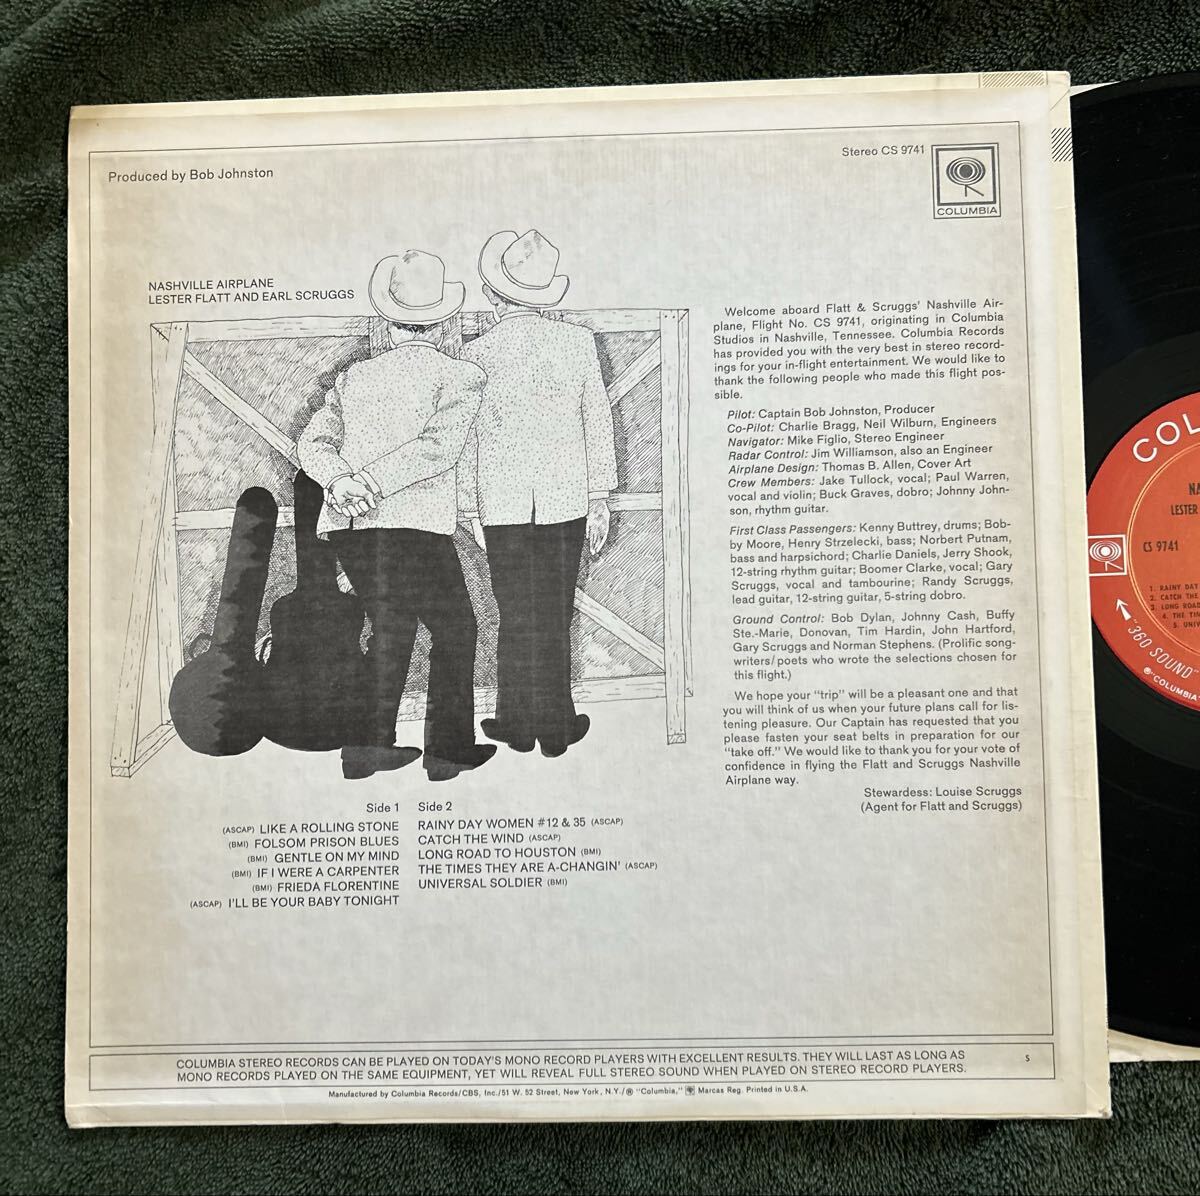 Produced by Bob Johnston
Stereo CS 9741
COLUMBIA
NASHVILLE AIRPLANE
LESTER FLATT AND EARL SCRUGGS
Welcome aboard Flatt & Scruggs' Nashville Air-
plane, Flight No. CS 9741, originating in Columbia
Studios in Nashville, Tennessee. Columbia Records
has provided you with the very best in stereo record-
ings for your in-flight entertainment. We would like to
thank the following people who made this flight pos-
sible.
Pilot: Captain Bob Johnston, Producer
Co-Pilot: Charlie Bragg, Neil Wilburn, Engineers
Navigator: Mike Figlio, Stereo Engineer
Radar Control: Jim Williamson, also an Engineer
Airplane Design: Thomas B. Allen, Cover Art
Crew Members: Jake Tullock, vocal; Paul Warren,
vocal and violin; Buck Graves, dobro; Johnny John-
son, rhythm guitar.
First Class Passengers: Kenny Buttrey, drums; Bob-
by Moore, Henry Strzelecki, bass; Norbert Putnam,
bass and harpsichord; Charlie Daniels, Jerry Shook,
12-string rhythm guitar; Boomer Clarke, vocal; Gary
Scruggs, vocal and tambourine; Randy Scruggs,
lead guitar, 12-string guitar, 5-string dobro.
Ground Control: Bob Dylan, Johnny Cash, Buffy
Ste.-Marie, Donovan, Tim Hardin, John Hartford,
Gary Scruggs and Norman Stephens. (Prolific song-
writers/poets who wrote the selections chosen for
this flight.)
We hope your "trip" will be a pleasant one and that
you will think of us when your future plans call for lis-
tening pleasure. Our Captain has requested that you
please fasten your seat belts in preparation for our
"take off." We would like to thank you for your vote of
confidence in flying the Flatt and Scruggs Nashville
Airplane way.
Stewardess: Louise Scruggs
(Agent for Flatt and Scruggs)
Side 1
(ASCAP) LIKE A ROLLING STONE
(BMI) FOLSOM PRISON BLUES
(BMI) GENTLE ON MY MIND
(BMI) IF I WERE A CARPENTER
(BMI) FRIEDA FLORENTINE
(ASCAP) I'LL BE YOUR BABY TONIGHT
Side 2
RAINY DAY WOMEN #12 & 35 (ASCAP)
CATCH THE WIND (ASCAP)
LONG ROAD TO HOUSTON (BMI)
THE TIMES THEY ARE A-CHANGIN' (ASCAP)
UNIVERSAL SOLDIER (BMI)
COLUMBIA STEREO RECORDS CAN BE PLAYED ON TODAY'S MONO RECORD PLAYERS WITH EXCELLENT RESULTS. THEY WILL LAST AS LONG AS
MONO RECORDS PLAYED ON THE SAME EQUIPMENT, YET WILL REVEAL FULL STEREO SOUND WHEN PLAYED ON STEREO RECORD PLAYERS.
S
Manufactured by Columbia Records/CBS, Inc./51 W. 52 Street, New York, N.Y./® "Columbia," Marcas Reg. Printed in U.S.A.
COL
NA
LESTER
CS 9741
1. RAINY DAY
2. CATCH THE
3. LONG ROAD
4. THE TIM
5. UNIV
"360 SOUND"
® "COLUMBIA"